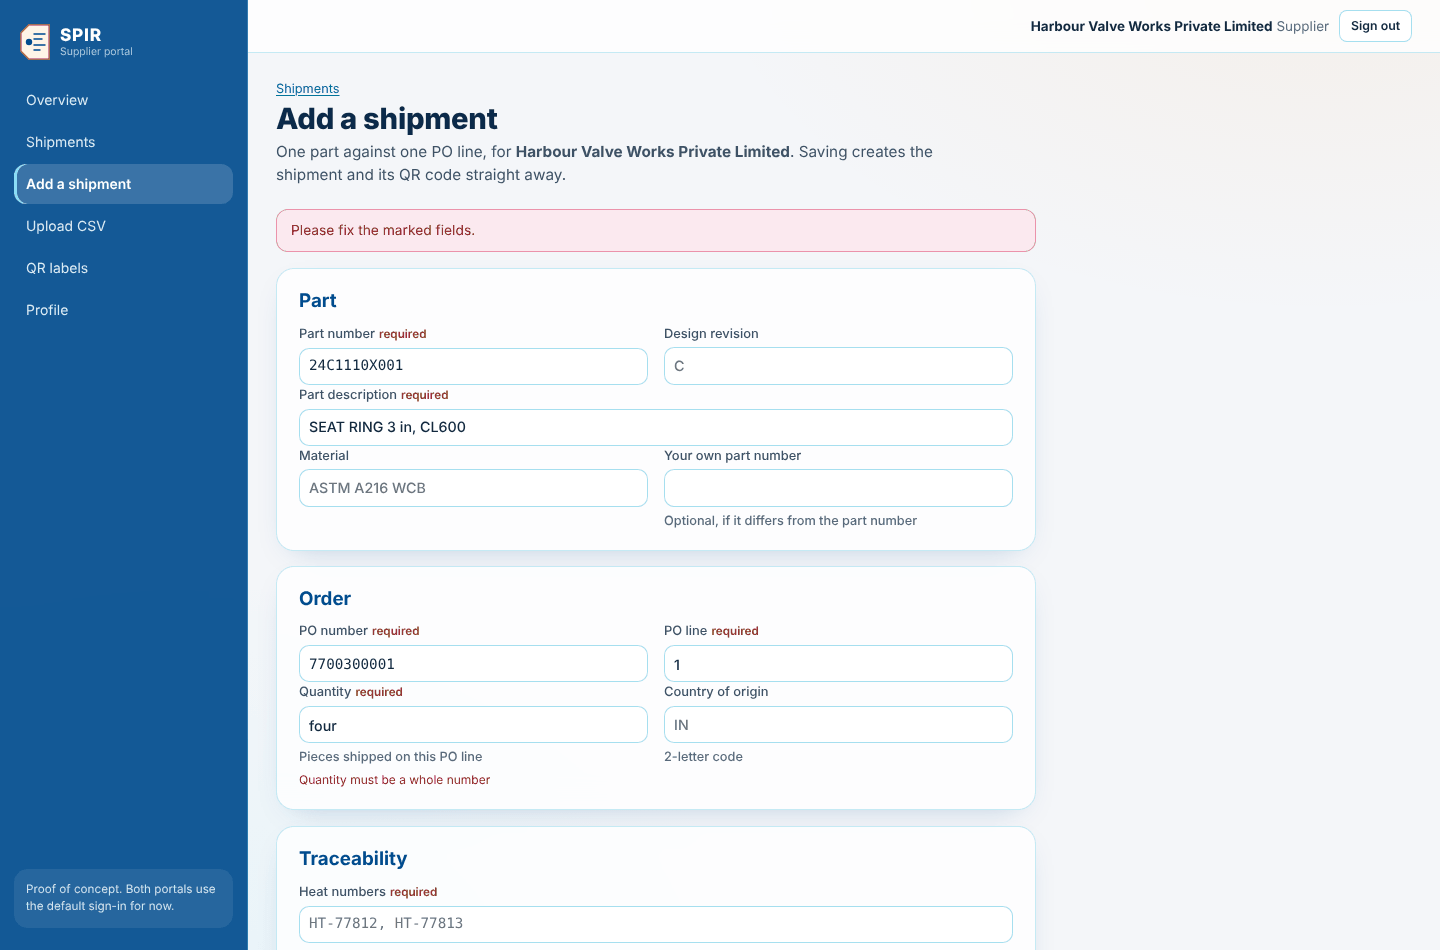 SPIR
Supplier portal
Overview
Shipments
Add a shipment
Upload CSV
QR labels
Profile
Proof of concept. Both portals use
the default sign-in for now.
Harbour Valve Works Private Limited Supplier
Sign out
Shipments
Add a shipment
One part against one PO line, for Harbour Valve Works Private Limited. Saving creates the
shipment and its QR code straight away.
Please fix the marked fields.
Part
Part number required
Design revision
24C1110X001
C
Part description required
SEAT RING 3 in, CL600
Material
Your own part number
ASTM A216 WCB
Optional, if it differs from the part number
Order
PO number required
PO line required
7700300001
1
Quantity required
Country of origin
four
IN
Pieces shipped on this PO line
2-letter code
Quantity must be a whole number
Traceability
Heat numbers required
HT-77812, HT-77813